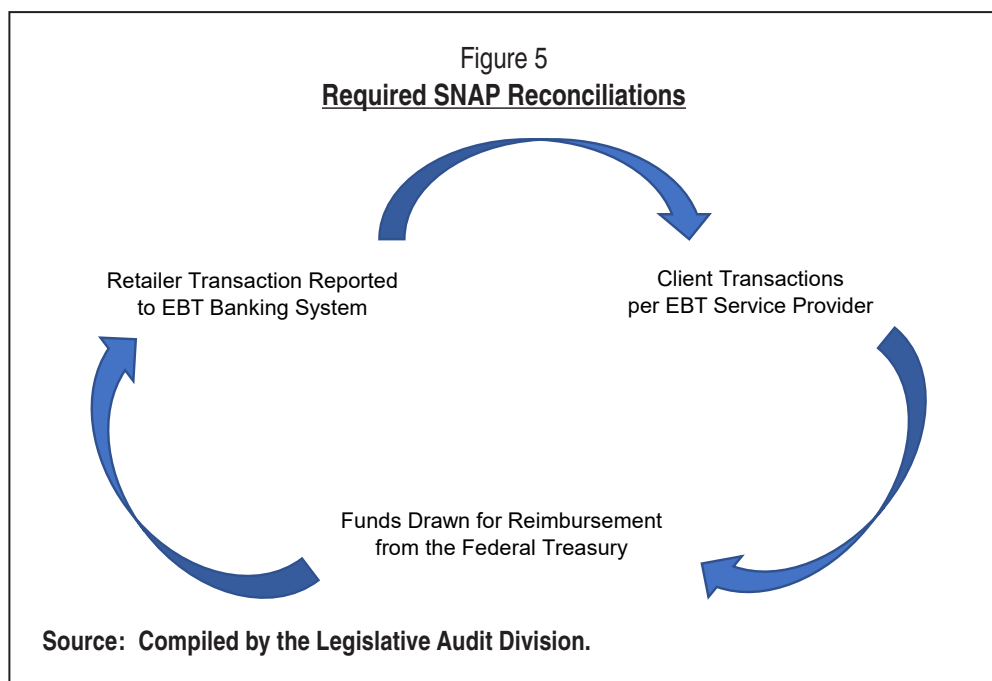 Figure 5
Required SNAP Reconciliations
Retailer Transaction Reported
to EBT Banking System
Client Transactions
per EBT Service Provider
Funds Drawn for Reimbursement
from the Federal Treasury
Source: Compiled by the Legislative Audit Division.